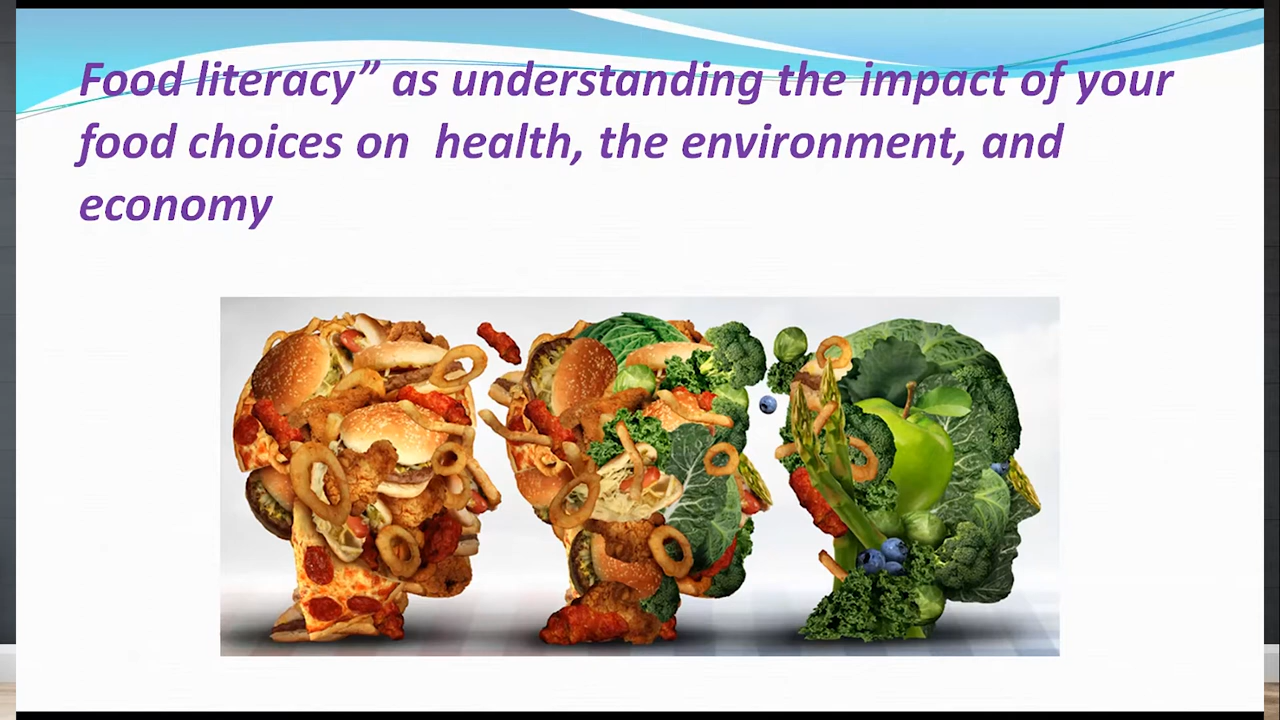 Food literacy” as understanding the impact of your
food choices on  health, the environment, and
economy